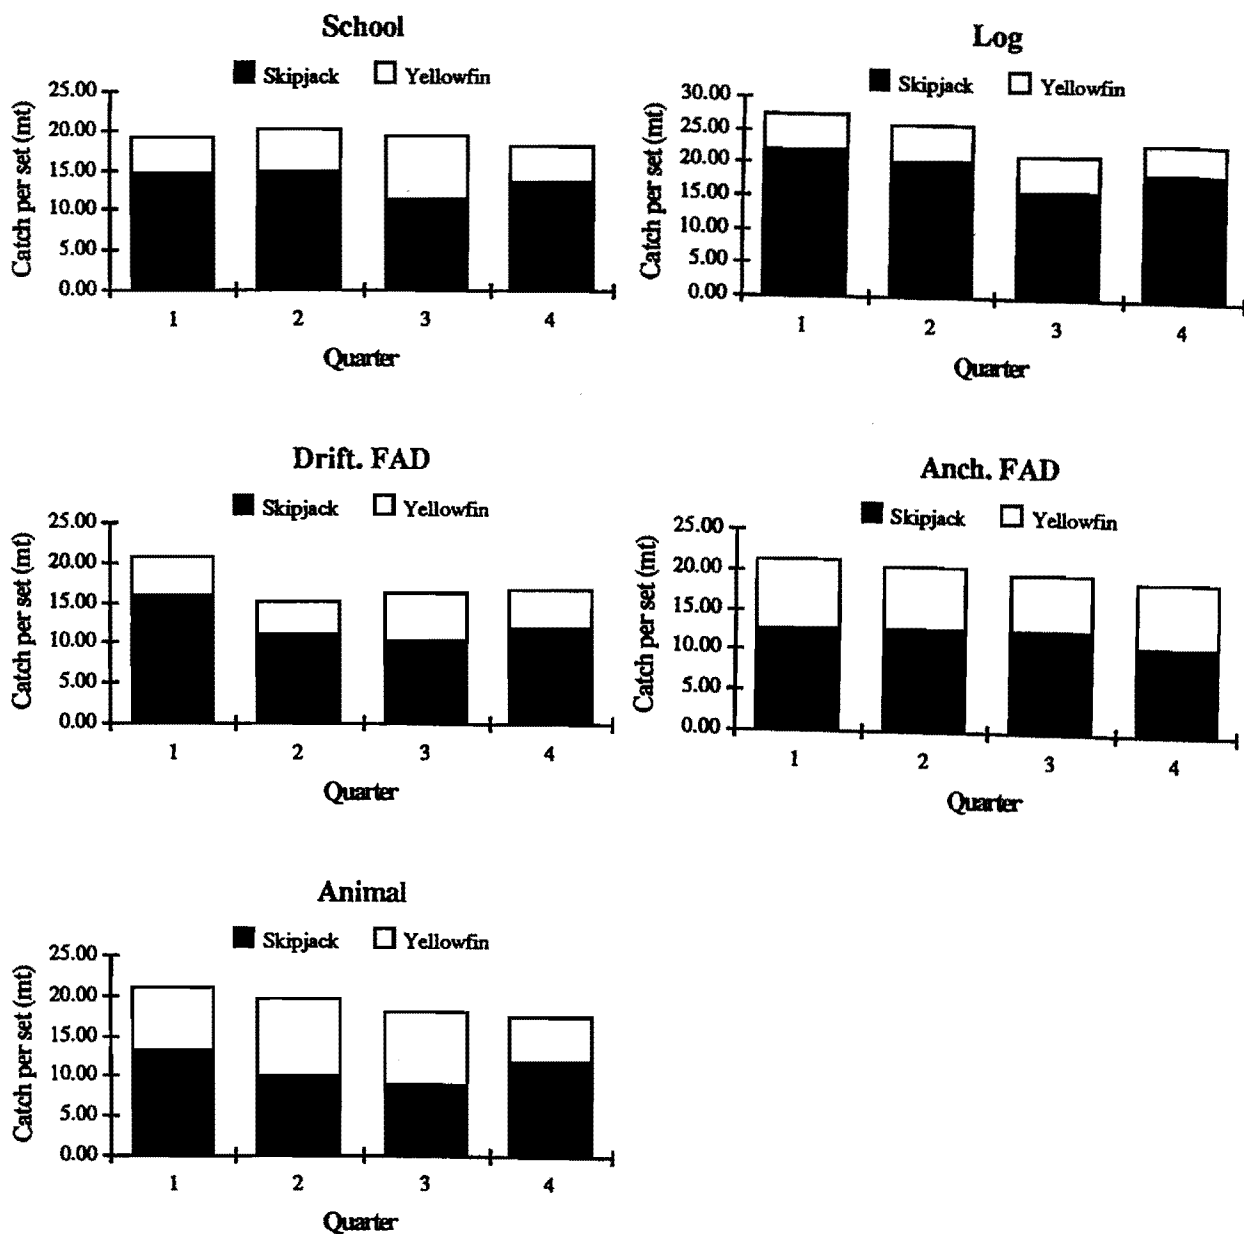 School
Skipjack Yellowfin
Catch per set (mt)
25.00
20.00
15.00
10.00
5.00
0.00
1 2 3 4
Quarter
Log
Skipjack Yellowfin
Catch per set (mt)
30.00
25.00
20.00
15.00
10.00
5.00
0.00
1 2 3 4
Quarter
Drift. FAD
Skipjack Yellowfin
Catch per set (mt)
25.00
20.00
15.00
10.00
5.00
0.00
1 2 3 4
Quarter
Anch. FAD
Skipjack Yellowfin
Catch per set (mt)
25.00
20.00
15.00
10.00
5.00
0.00
1 2 3 4
Quarter
Animal
Skipjack Yellowfin
Catch per set (mt)
25.00
20.00
15.00
10.00
5.00
0.00
1 2 3 4
Quarter